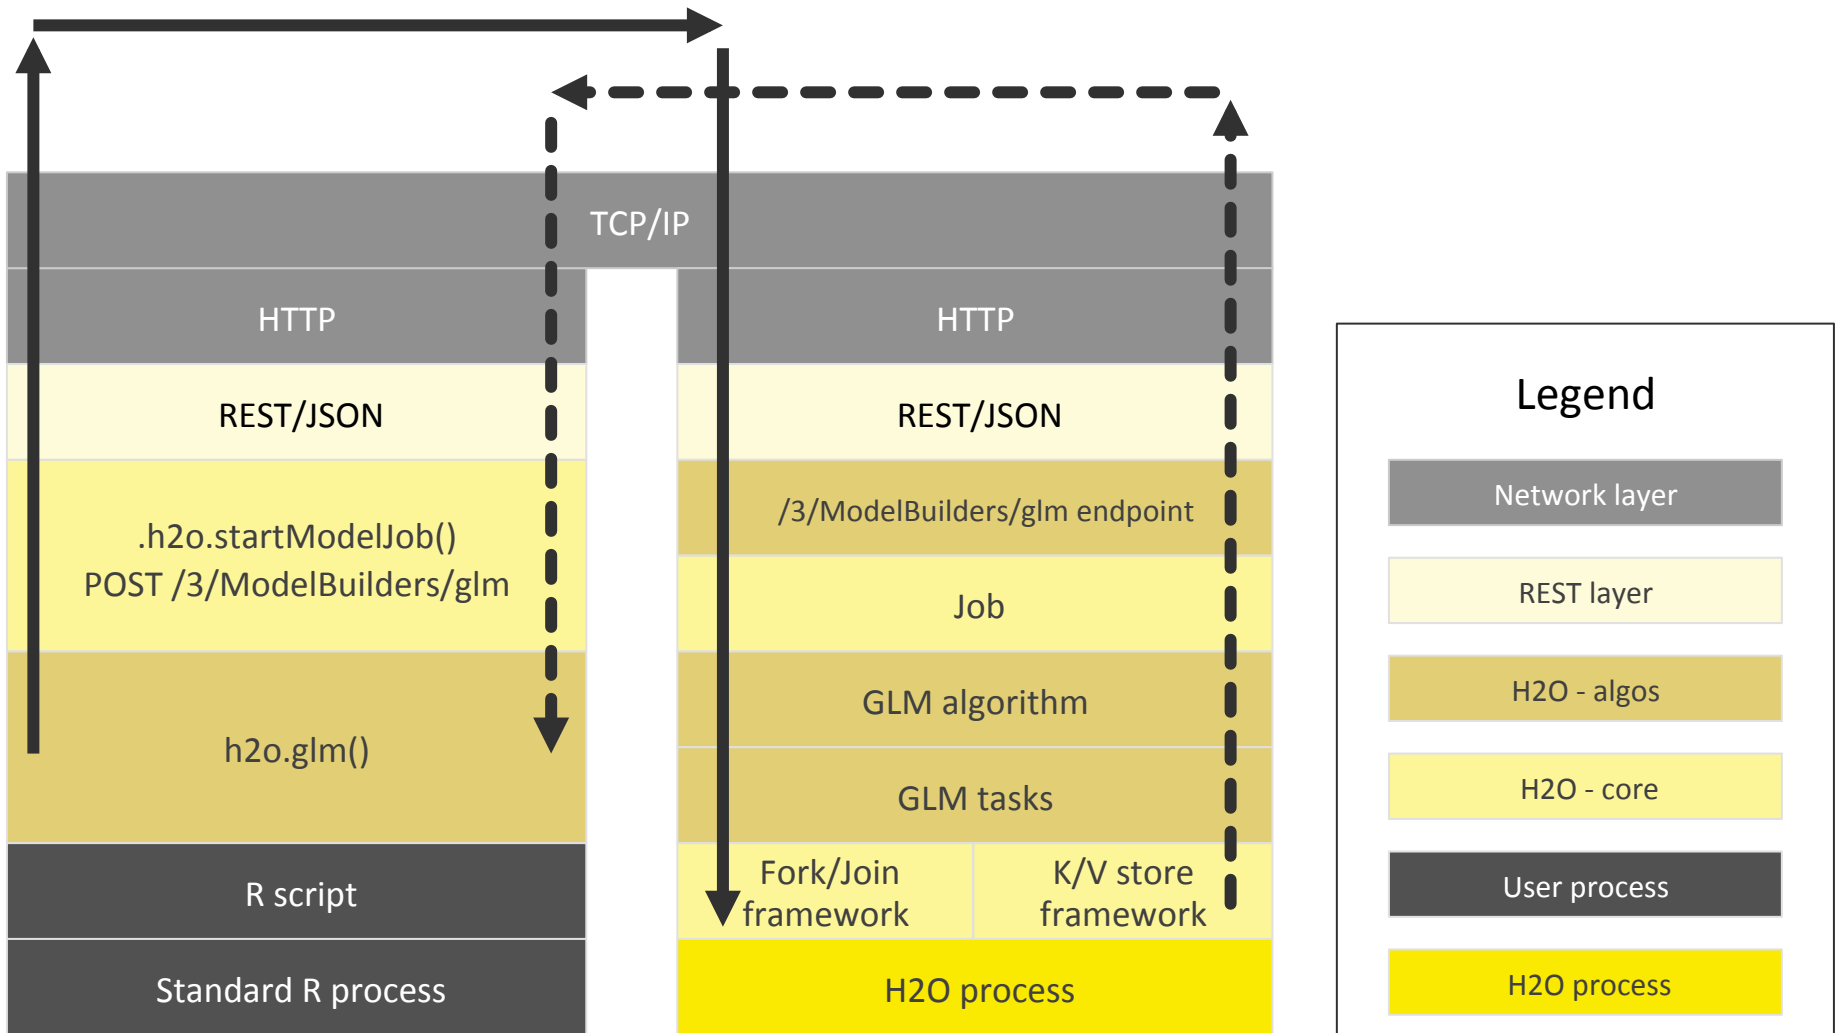 TCP/IP
HTTP
REST/JSON
.h2o.startModelJob()
POST /3/ModelBuilders/glm
h2o.glm()
R script
Standard R process
HTTP
REST/JSON
/3/ModelBuilders/glm endpoint
Job
GLM algorithm
GLM tasks
Fork/Join
framework
K/V store
framework
H2O process
Legend
Network layer
REST layer
H2O - algos
H2O - core
User process
H2O process